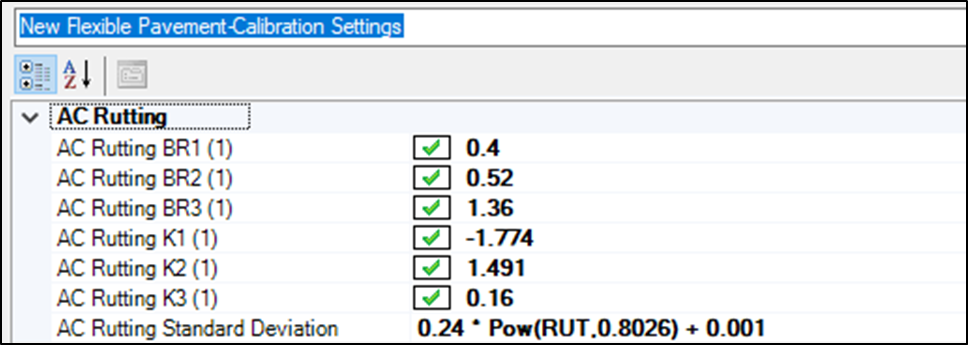 New Flexible Pavement-Calibration Settings
A Z
AC Rutting
AC Rutting BR1 (1) 0.4
AC Rutting BR2 (1) 0.52
AC Rutting BR3 (1) 1.36
AC Rutting K1 (1) -1.774
AC Rutting K2 (1) 1.491
AC Rutting K3 (1) 0.16
AC Rutting Standard Deviation 0.24 * Pow(RUT,0.8026) + 0.001